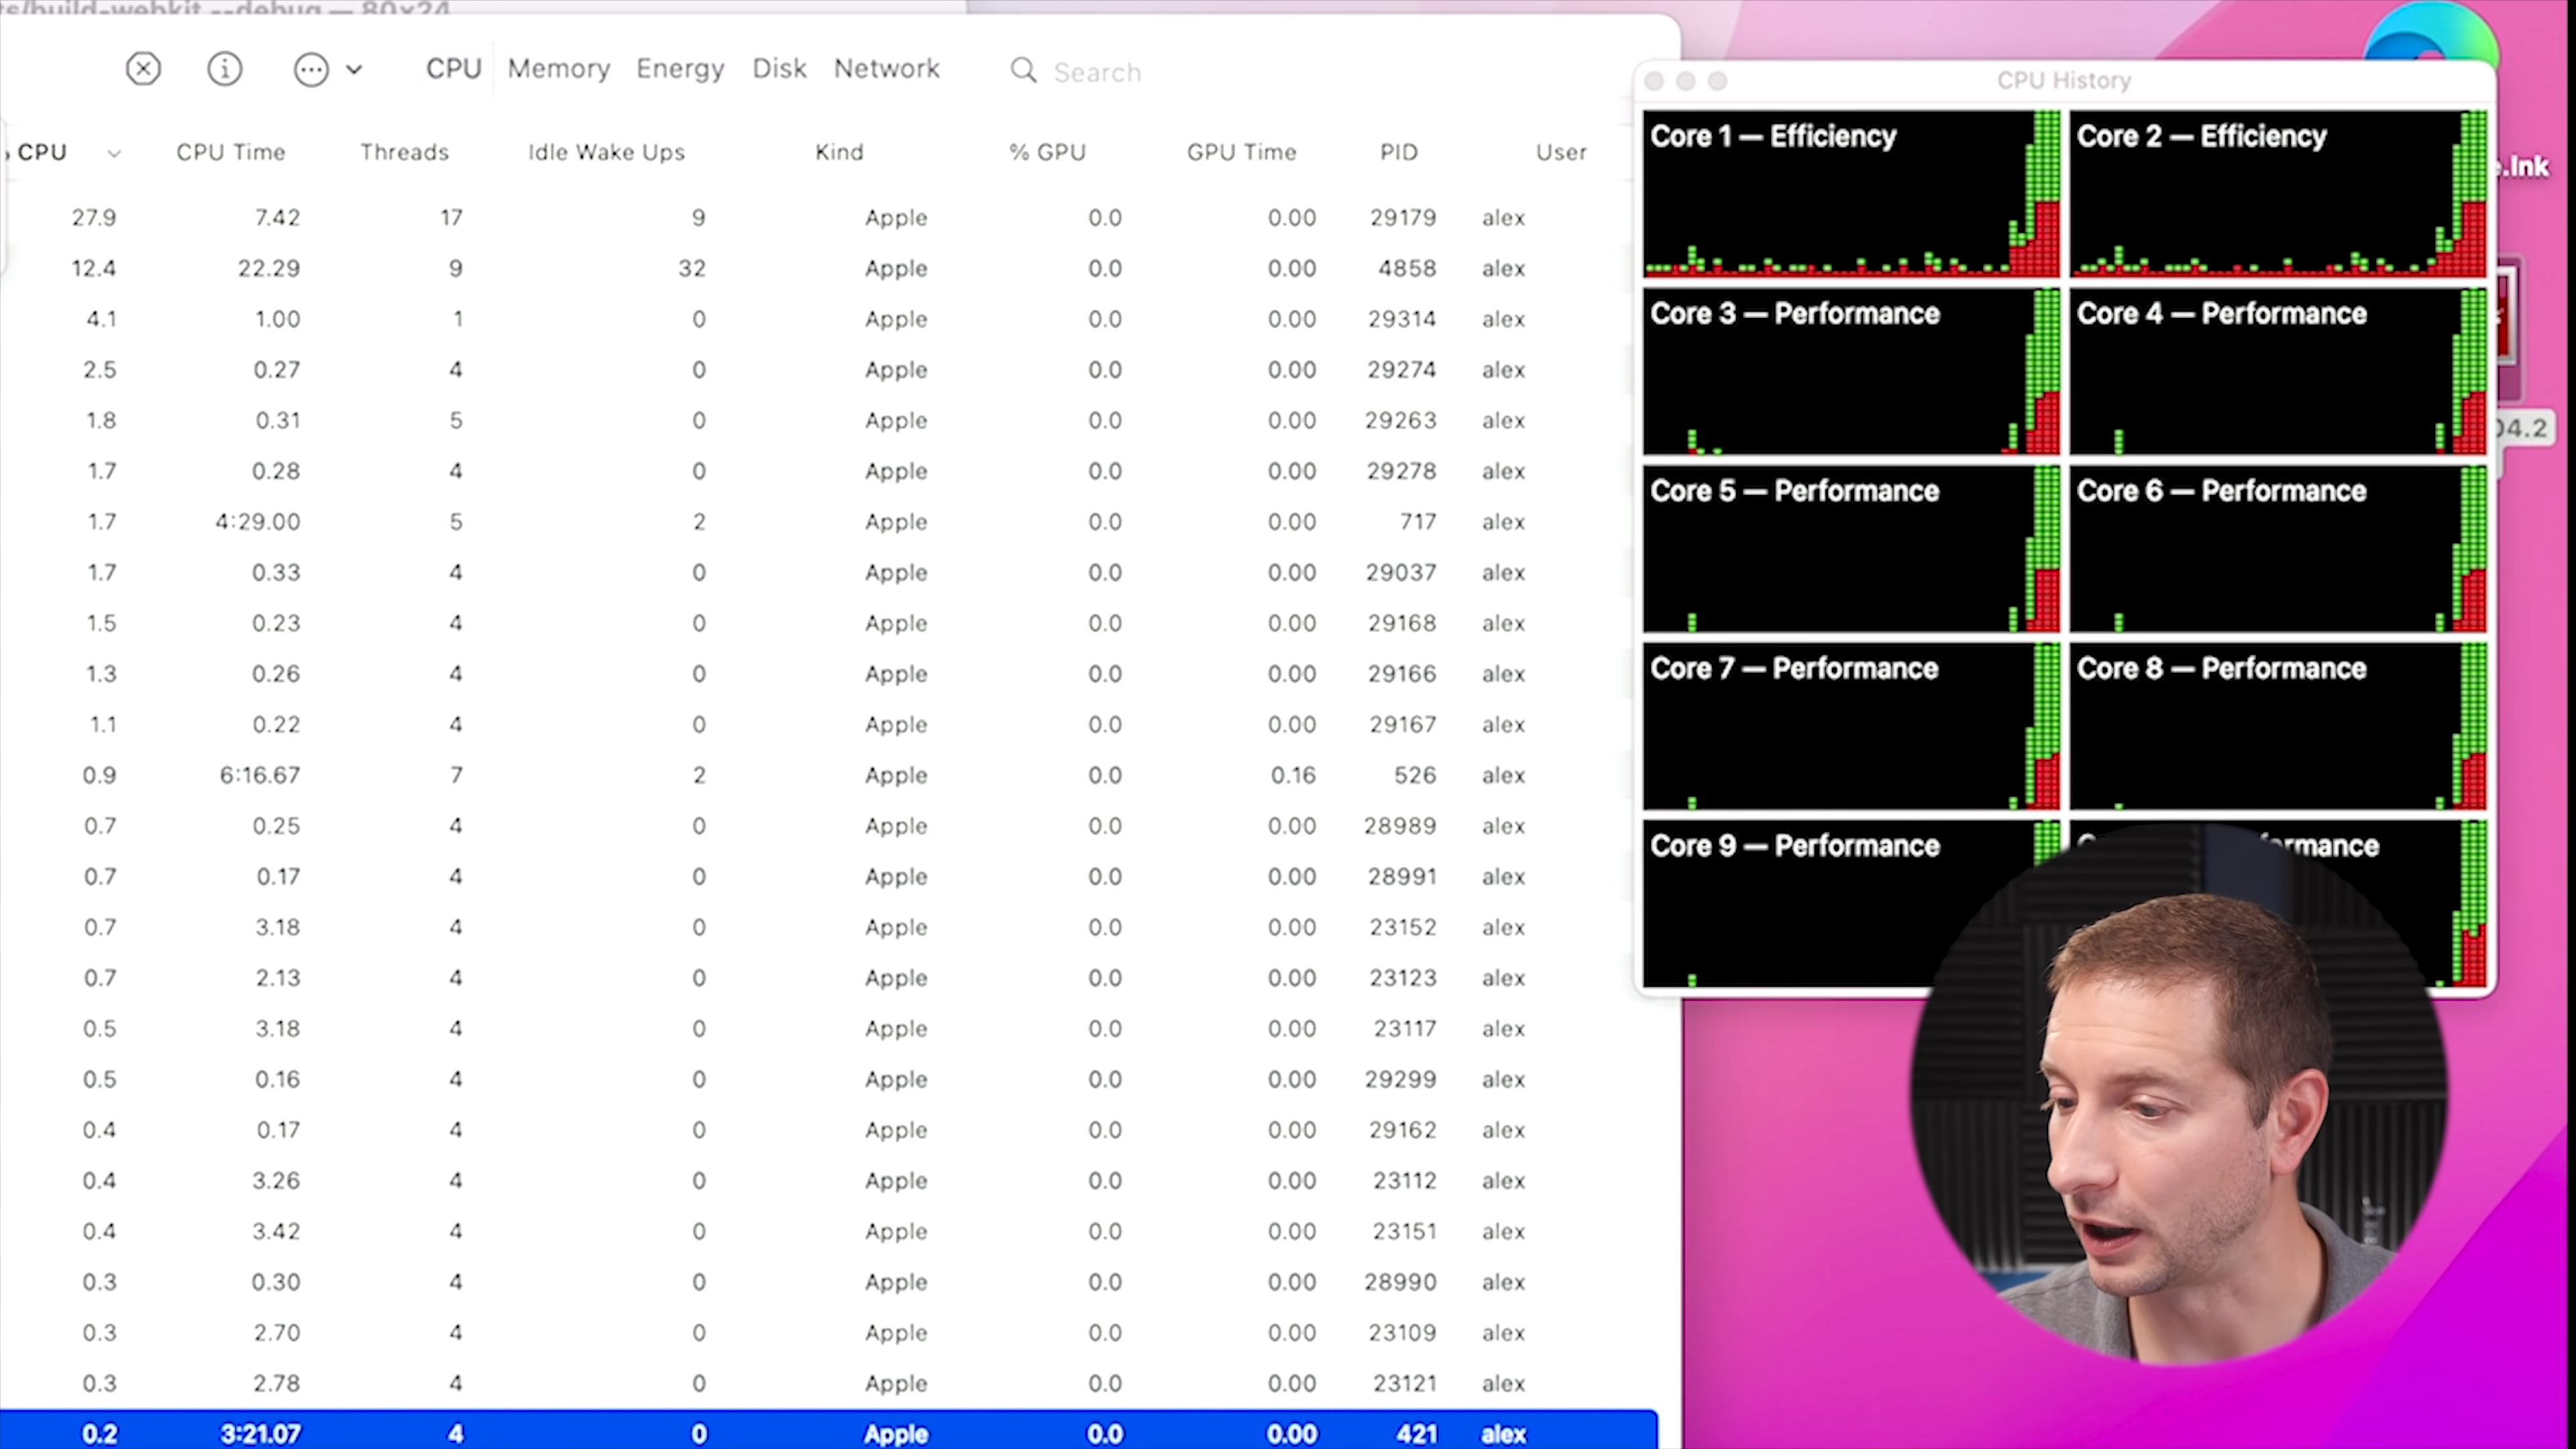 ts/build-webkit --debug — 80×24
CPU Memory Energy Disk Network Search
CPU CPU Time Threads Idle Wake Ups Kind % GPU GPU Time PID User
27.9 7.42 17 9 Apple 0.0 0.00 29179 alex
12.4 22.29 9 32 Apple 0.0 0.00 4858 alex
4.1 1.00 1 0 Apple 0.0 0.00 29314 alex
2.5 0.27 4 0 Apple 0.0 0.00 29274 alex
1.8 0.31 5 0 Apple 0.0 0.00 29263 alex
1.7 0.28 4 0 Apple 0.0 0.00 29278 alex
1.7 4:29.00 5 2 Apple 0.0 0.00 717 alex
1.7 0.33 4 0 Apple 0.0 0.00 29037 alex
1.5 0.23 4 0 Apple 0.0 0.00 29168 alex
1.3 0.26 4 0 Apple 0.0 0.00 29166 alex
1.1 0.22 4 0 Apple 0.0 0.00 29167 alex
0.9 6:16.67 7 2 Apple 0.0 0.16 526 alex
0.7 0.25 4 0 Apple 0.0 0.00 28989 alex
0.7 0.17 4 0 Apple 0.0 0.00 28991 alex
0.7 3.18 4 0 Apple 0.0 0.00 23152 alex
0.7 2.13 4 0 Apple 0.0 0.00 23123 alex
0.5 3.18 4 0 Apple 0.0 0.00 23117 alex
0.5 0.16 4 0 Apple 0.0 0.00 29299 alex
0.4 0.17 4 0 Apple 0.0 0.00 29162 alex
0.4 3.26 4 0 Apple 0.0 0.00 23112 alex
0.4 3.42 4 0 Apple 0.0 0.00 23151 alex
0.3 0.30 4 0 Apple 0.0 0.00 28990 alex
0.3 2.70 4 0 Apple 0.0 0.00 23109 alex
0.3 2.78 4 0 Apple 0.0 0.00 23121 alex
0.2 3:21.07 4 0 Apple 0.0 0.00 421 alex
CPU History
Core 1 — Efficiency
Core 2 — Efficiency
Core 3 — Performance
Core 4 — Performance
Core 5 — Performance
Core 6 — Performance
Core 7 — Performance
Core 8 — Performance
Core 9 — Performance
rmance
.lnk
04.2